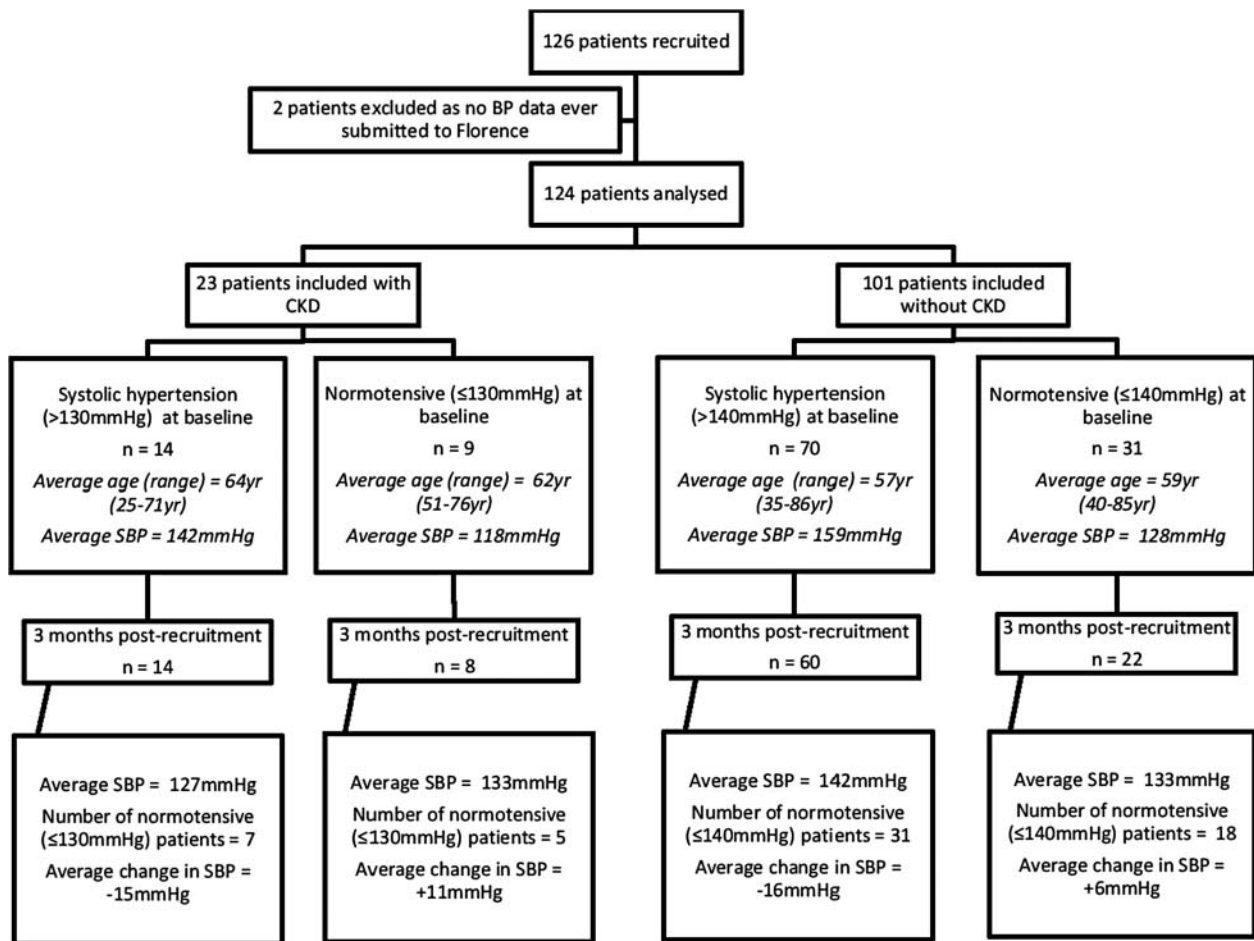 126 patients recruited
2 patients excluded as no BP data ever
submitted to Florence
124 patients analysed
23 patients included with
CKD
101 patients included
without CKD
Systolic hypertension
(>130mmHg) at baseline
n = 14
Average age (range) = 64yr
(25-71yr)
Average SBP = 142mmHg
Normotensive (≤130mmHg) at
baseline
n = 9
Average age (range) = 62yr
(51-76yr)
Average SBP = 118mmHg
Systolic hypertension
(>140mmHg) at baseline
n = 70
Average age (range) = 57yr
(35-86yr)
Average SBP = 159mmHg
Normotensive (≤140mmHg) at
baseline
n = 31
Average age = 59yr
(40-85yr)
Average SBP = 128mmHg
3 months post-recruitment
n = 14
3 months post-recruitment
n = 8
3 months post-recruitment
n = 60
3 months post-recruitment
n = 22
Average SBP = 127mmHg
Number of normotensive
(≤130mmHg) patients = 7
Average change in SBP =
-15mmHg
Average SBP = 133mmHg
Number of normotensive
(≤130mmHg) patients = 5
Average change in SBP =
+11mmHg
Average SBP = 142mmHg
Number of normotensive
(≤140mmHg) patients = 31
Average change in SBP =
-16mmHg
Average SBP = 133mmHg
Number of normotensive
(≤140mmHg) patients = 18
Average change in SBP =
+6mmHg